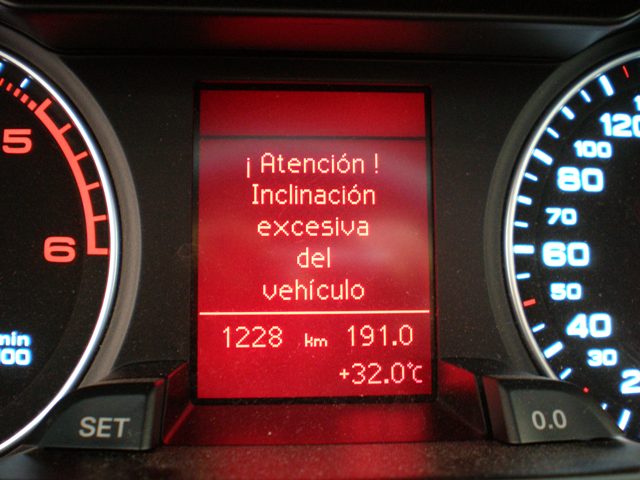 ¡ Atención !
Inclinación
excesiva
del
vehículo
1228 km 191.0
+32.0°C
5
6
SET
0.0
120
100
80
70
60
50
40
30